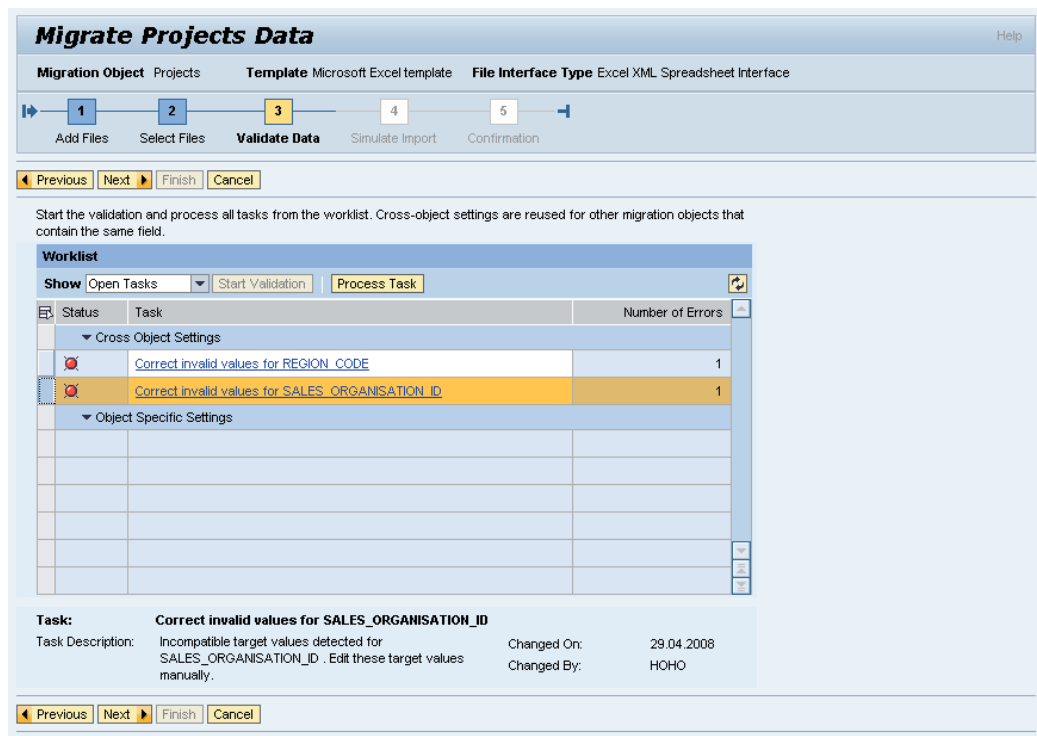 Migrate Projects Data
Help
Migration Object Projects Template Microsoft Excel template File Interface Type Excel XML Spreadsheet Interface
1 2 3 4 5
Add Files Select Files Validate Data Simulate Import Confirmation
Previous Next Finish Cancel
Start the validation and process all tasks from the worklist. Cross-object settings are reused for other migration objects that
contain the same field.
Worklist
Show Open Tasks Start Validation Process Task
Status Task Number of Errors
Cross Object Settings
Correct invalid values for REGION_CODE 1
Correct invalid values for SALES_ORGANISATION_ID 1
Object Specific Settings
Task: Correct invalid values for SALES_ORGANISATION_ID
Task Description: Incompatible target values detected for Changed On: 29.04.2008
SALES_ORGANISATION_ID . Edit these target values Changed By: HOHO
manually.
Previous Next Finish Cancel